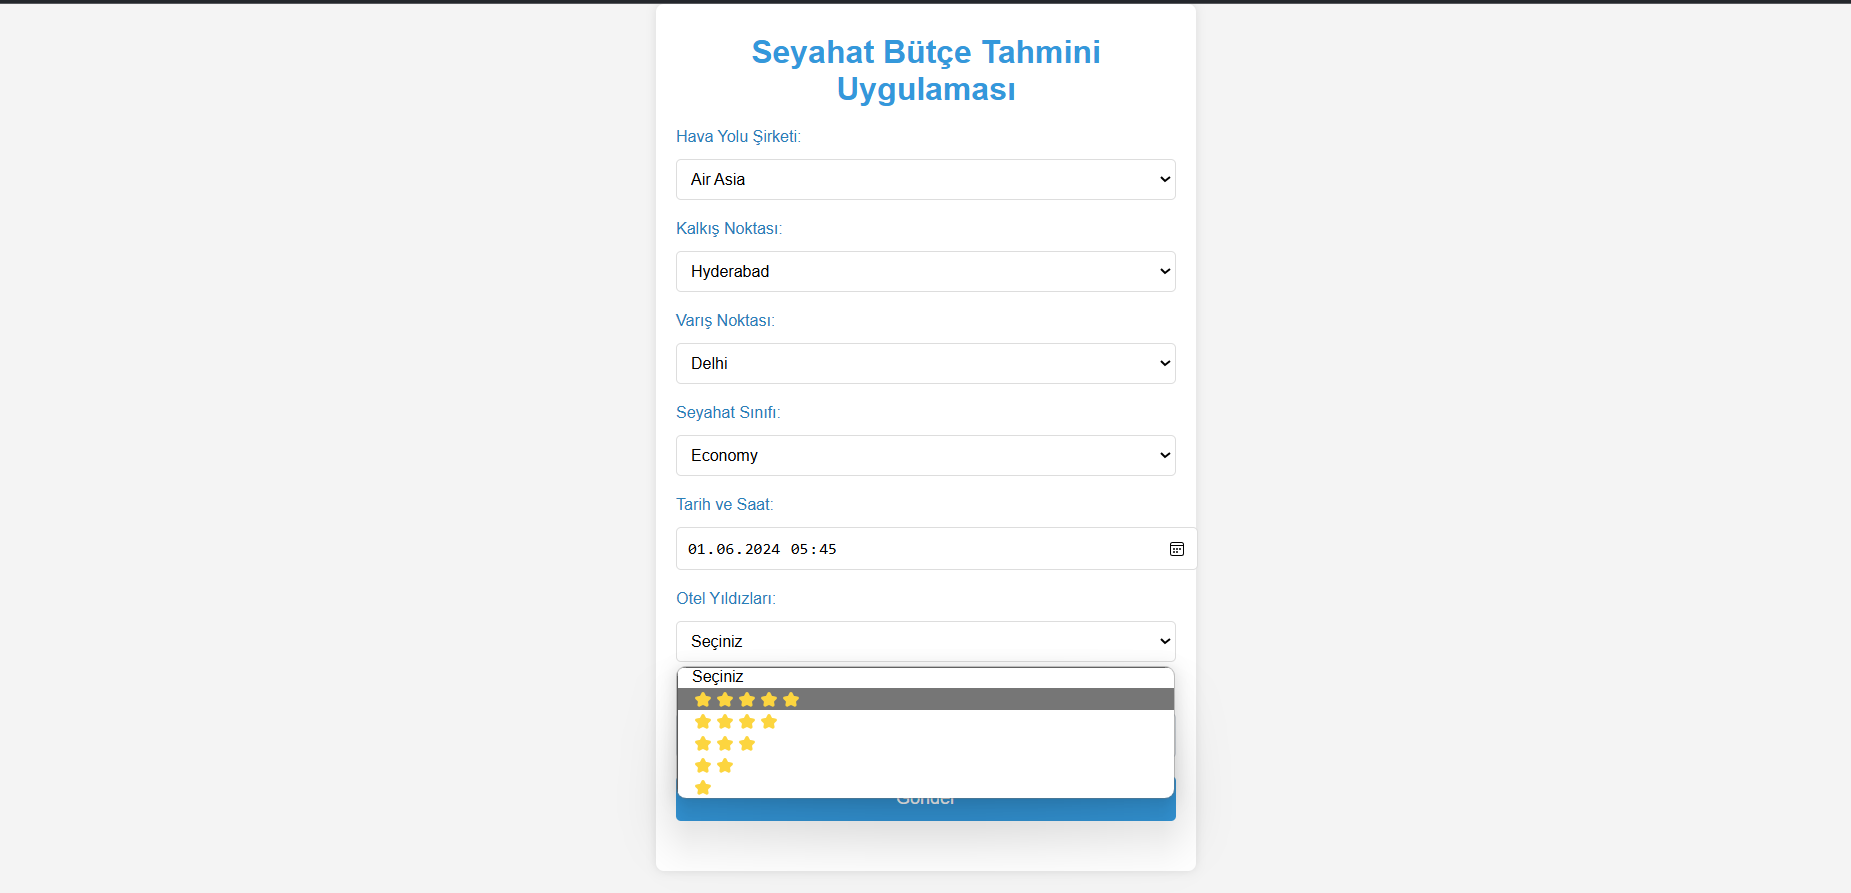 Seyahat Bütçe Tahmini
Uygulaması
Hava Yolu Şirketi:
Air Asia
Kalkış Noktası:
Hyderabad
Varış Noktası:
Delhi
Seyahat Sınıfı:
Economy
Tarih ve Saat:
01.06.2024 05:45
Otel Yıldızları:
Seçiniz
Seçiniz
Gönder